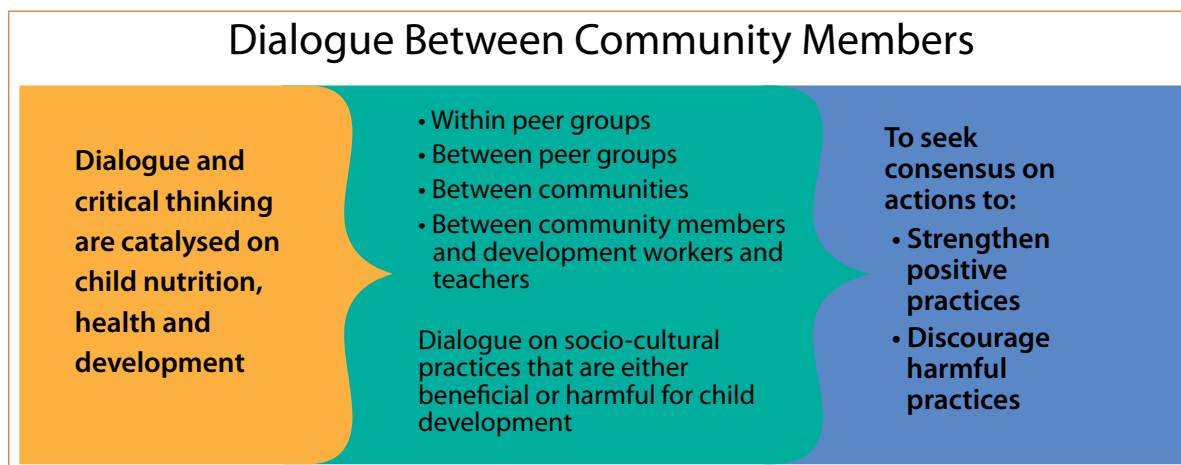 Dialogue Between Community Members
Dialogue and
critical thinking
are catalysed on
child nutrition,
health and
development
• Within peer groups
• Between peer groups
• Between communities
• Between community members
and development workers and
teachers
Dialogue on socio-cultural
practices that are either
beneficial or harmful for child
development
To seek
consensus on
actions to:
• Strengthen
positive
practices
• Discourage
harmful
practices